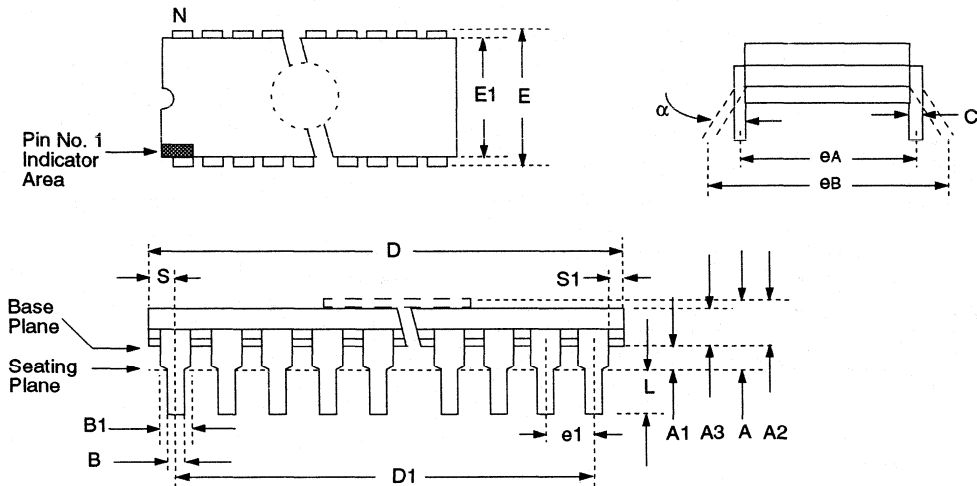 N
E1
E
Pin No. 1
Indicator
Area
α
C
eA
eB
D
S
S1
Base
Plane
Seating
Plane
L
B1
e1
A1
A3
A
A2
B
D1